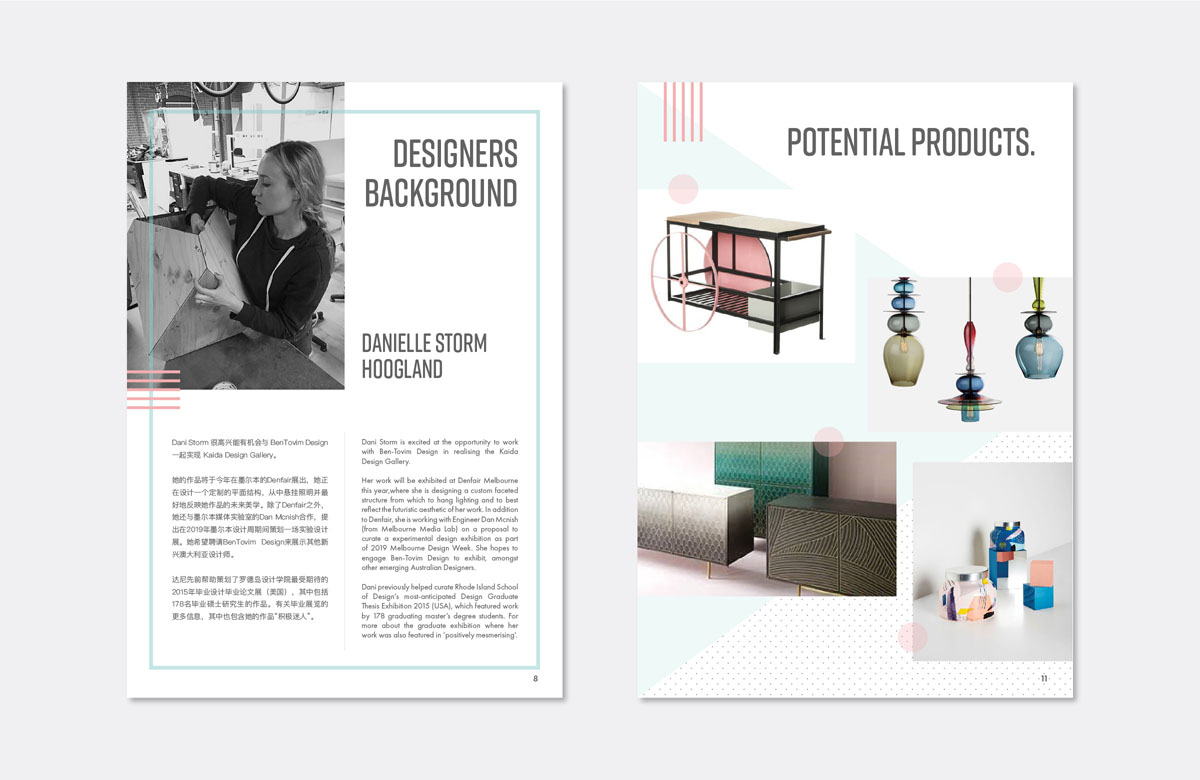 DESIGNERS
BACKGROUND
DANIELLE STORM
HOOGLAND
Dani Storm 很高兴能有机会与 BenTovim Design
一起实现 Kaida Design Gallery。
她的作品将于今年在墨尔本的Denfair展出，她正
在设计一个定制的平面结构，从中悬挂照明并最
好地反映她作品的未来美学。除了Denfair之外，
她还与墨尔本媒体实验室的Dan Mcnish合作，提
出在2019年墨尔本设计周期间策划一场实验设计
展。她希望聘请BenTovim Design来展示其他新
兴澳大利亚设计师。
达尼先前帮助策划了罗德岛设计学院最受期待的
2015年毕业设计毕业论文展（美国），其中包括
178名毕业硕士研究生的作品。有关毕业展览的
更多信息，其中也包含她的作品“积极迷人”。
Dani Storm is excited at the opportunity to work
with Ben-Tovim Design in realising the Kaida
Design Gallery.
Her work will be exhibited at Denfair Melbourne
this year,where she is designing a custom faceted
structure from which to hang lighting and to best
reflect the futuristic aesthetic of her work. In addition
to Denfair, she is working with Engineer Dan Mcnish
(from Melbourne Media Lab) on a proposal to
curate a experimental design exhibition as part
of 2019 Melbourne Design Week. She hopes to
engage Ben-Tovim Design to exhibit, amongst
other emerging Australian Designers.
Dani previously helped curate Rhode Island School
of Design's most-anticipated Design Graduate
Thesis Exhibition 2015 (USA), which featured work
by 178 graduating master's degree students. For
more about the graduate exhibition where her
work was also featured in 'positively mesmerising'.
8
POTENTIAL PRODUCTS.
11